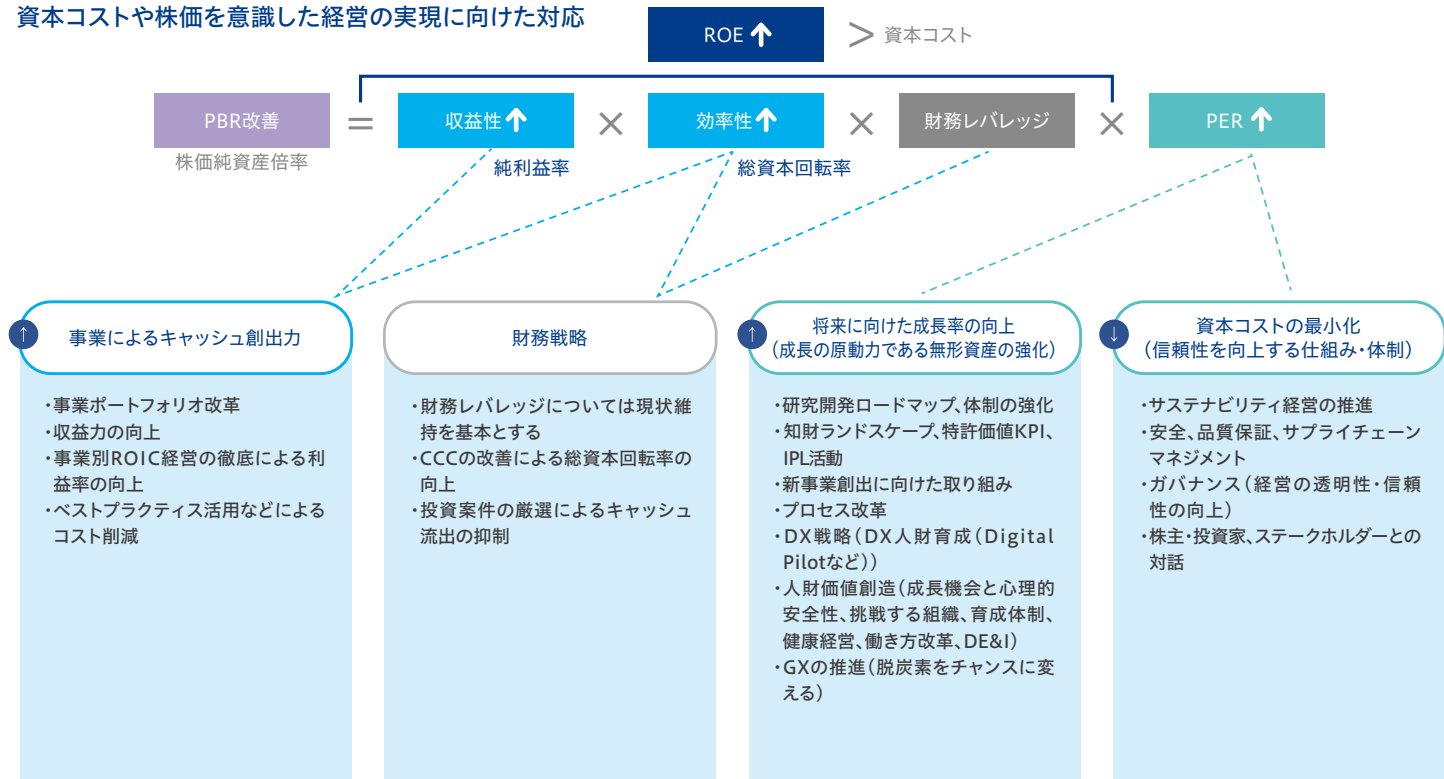 資本コストや株価を意識した経営の実現に向けた対応
ROE ↑
> 資本コスト
PBR改善
=
収益性↑
×
効率性↑
×
財務レバレッジ
×
PER ↑
株価純資産倍率
純利益率
総資本回転率
↑
事業によるキャッシュ創出力
・事業ポートフォリオ改革
・収益力の向上
・事業別ROIC経営の徹底による利
益率の向上
・ベストプラクティス活用などによる
コスト削減
財務戦略
・財務レバレッジについては現状維
持を基本とする
・CCCの改善による総資本回転率の
向上
・投資案件の厳選によるキャッシュ
流出の抑制
↑
将来に向けた成長率の向上
（成長の原動力である無形資産の強化）
・研究開発ロードマップ、体制の強化
・知財ランドスケープ、特許価値KPI、
IPL活動
・新事業創出に向けた取り組み
・プロセス改革
・DX戦略（DX人財育成（Digital
Pilotなど））
・人財価値創造（成長機会と心理的
安全性、挑戦する組織、育成体制、
健康経営、働き方改革、DE&I）
・GXの推進（脱炭素をチャンスに変
える）
↓
資本コストの最小化
（信頼性を向上する仕組み・体制）
・サステナビリティ経営の推進
・安全、品質保証、サプライチェーン
マネジメント
・ガバナンス（経営の透明性・信頼
性の向上）
・株主・投資家、ステークホルダーとの
対話